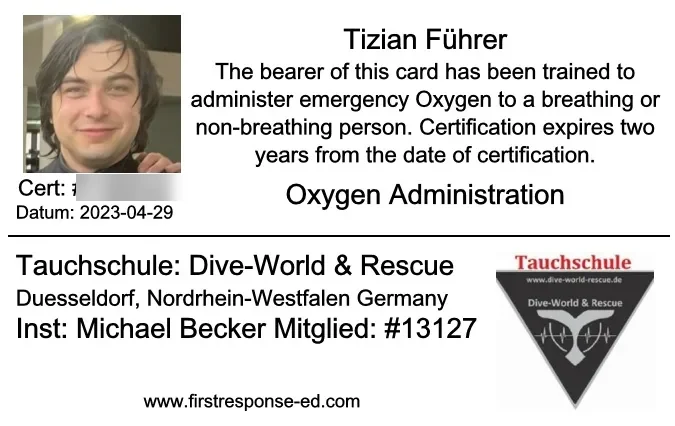 Tizian Führer
The bearer of this card has been trained to
administer emergency Oxygen to a breathing or
non-breathing person. Certification expires two
years from the date of certification.
Oxygen Administration
Cert: #
Datum: 2023-04-29
Tauchschule: Dive-World & Rescue
Duesseldorf, Nordrhein-Westfalen Germany
Inst: Michael Becker Mitglied: #13127
www.firstresponse-ed.com
Tauchschule
www.dive-world-rescue.de
Dive-World & Rescue